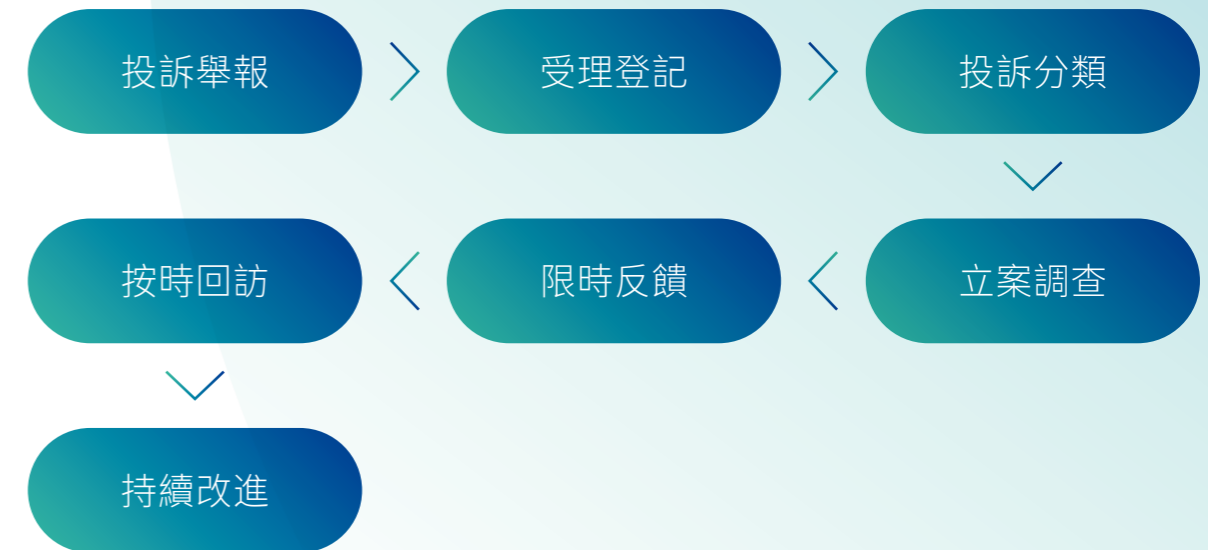 投訴舉報
受理登記
投訴分類
立案調查
限時反饋
按時回訪
持續改進